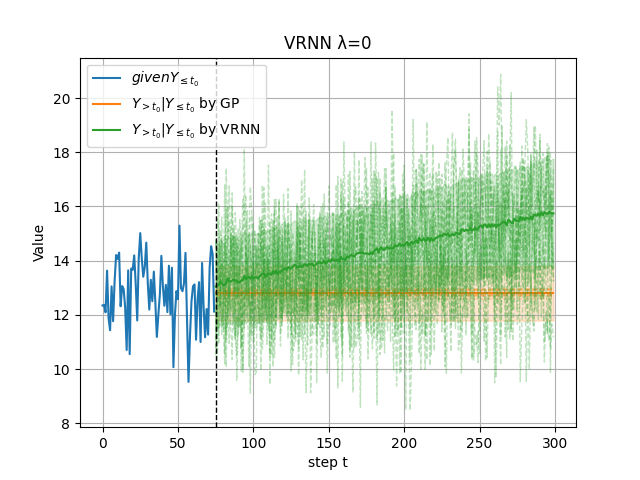 VRNN λ=0
given Y≤t₀
Y>t₀|Y≤t₀ by GP
Y>t₀|Y≤t₀ by VRNN
Value
20
18
16
14
12
10
8
0 50 100 150 200 250 300
step t